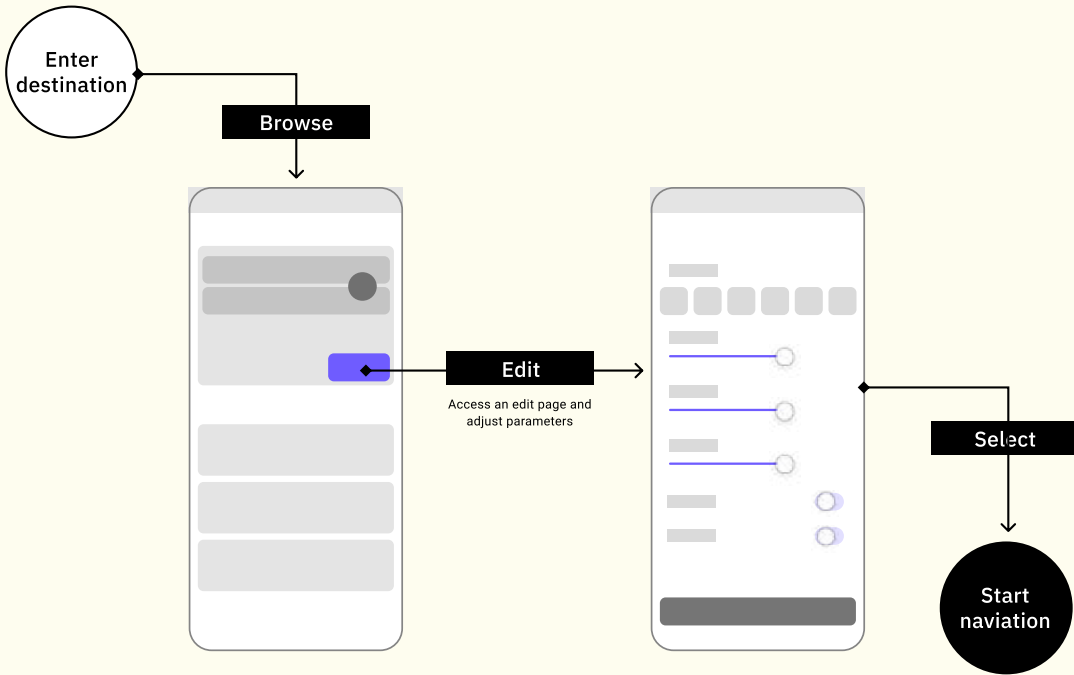 Enter
destination
Browse
Edit
Access an edit page and
adjust parameters
Select
Start
naviation